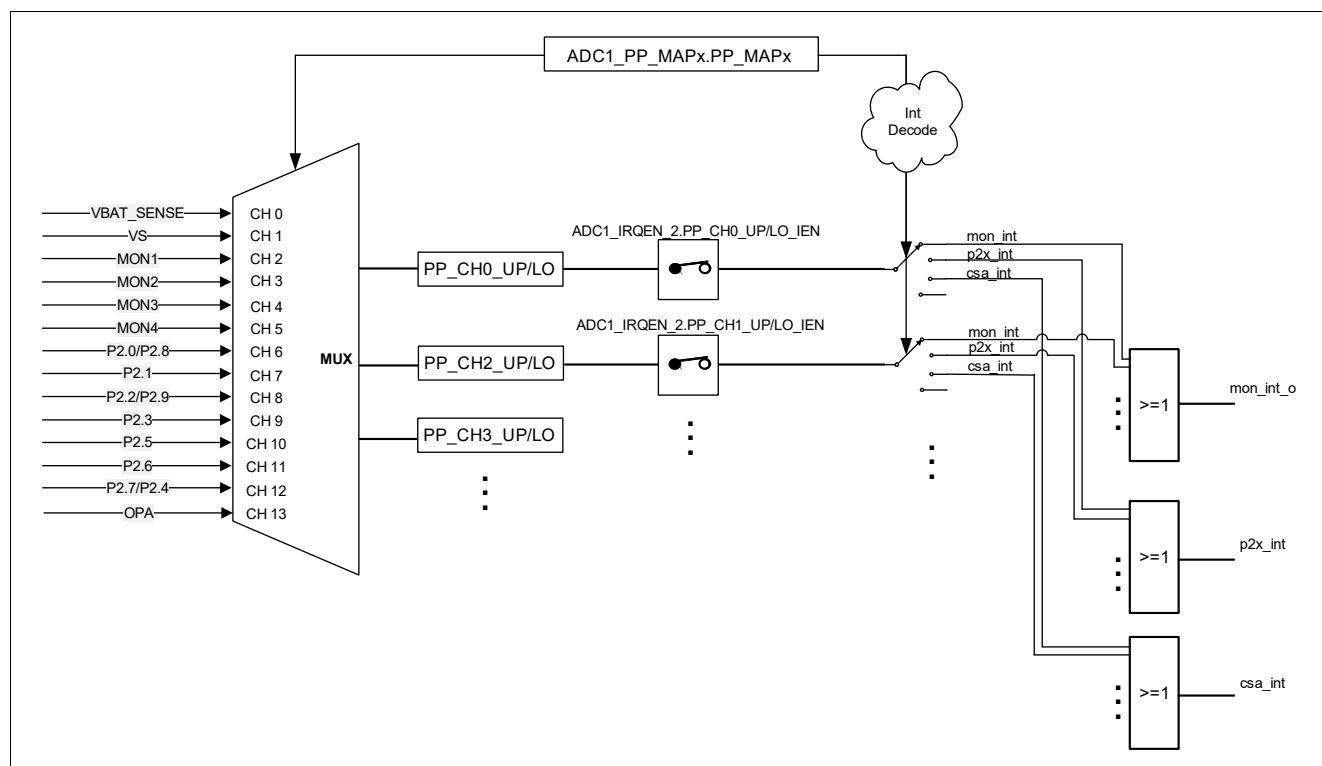 ADC1_PP_MAPx.PP_MAPx
Int
Decode
VBAT_SENSE
CH 0
VS
CH 1
MON1
CH 2
MON2
CH 3
MON3
CH 4
MON4
CH 5
P2.0/P2.8
CH 6
P2.1
CH 7
P2.2/P2.9
CH 8
P2.3
CH 9
P2.5
CH 10
P2.6
CH 11
P2.7/P2.4
CH 12
OPA
CH 13
MUX
PP_CH0_UP/LO
ADC1_IRQEN_2.PP_CH0_UP/LO_IEN
mon_int
p2x_int
csa_int
PP_CH2_UP/LO
ADC1_IRQEN_2.PP_CH1_UP/LO_IEN
mon_int
p2x_int
csa_int
PP_CH3_UP/LO
>=1
mon_int_o
>=1
p2x_int
>=1
csa_int